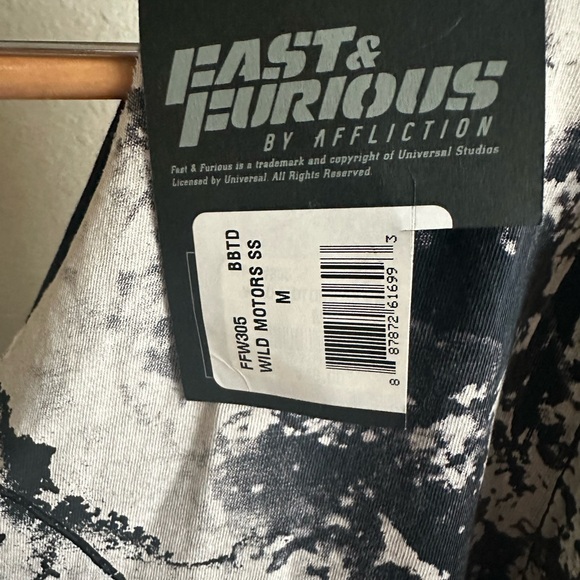 FAST &
FURIOUS
BY AFFLICTION
Fast & Furious is a trademark and copyright of Universal Studios
Licensed by Universal. All Rights Reserved.
FFW305 BBTD
WILD MOTORS SS
M
8 87872 61699 3